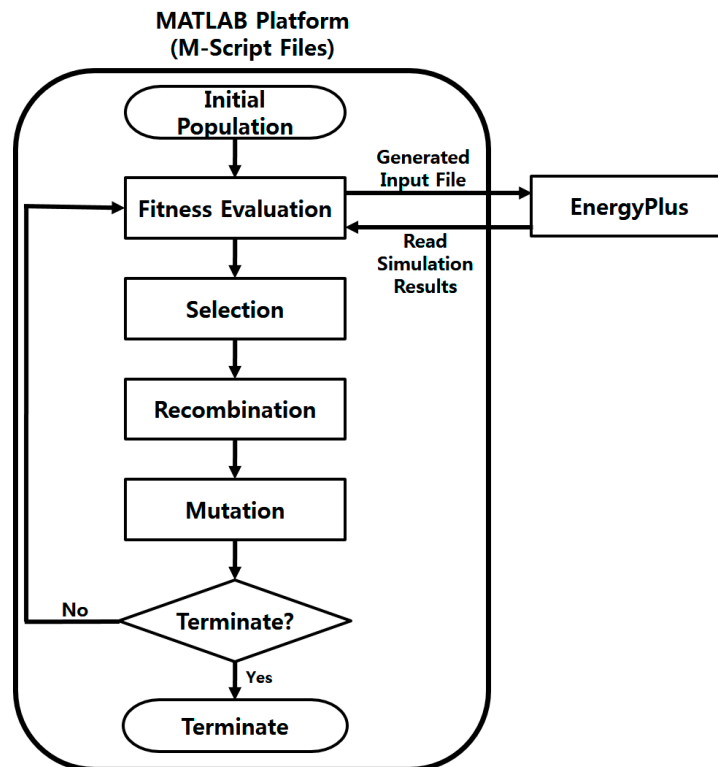 MATLAB Platform
(M-Script Files)
Initial
Population
Generated
Input File
Fitness Evaluation
EnergyPlus
Read
Simulation
Results
Selection
Recombination
Mutation
No
Terminate?
Yes
Terminate